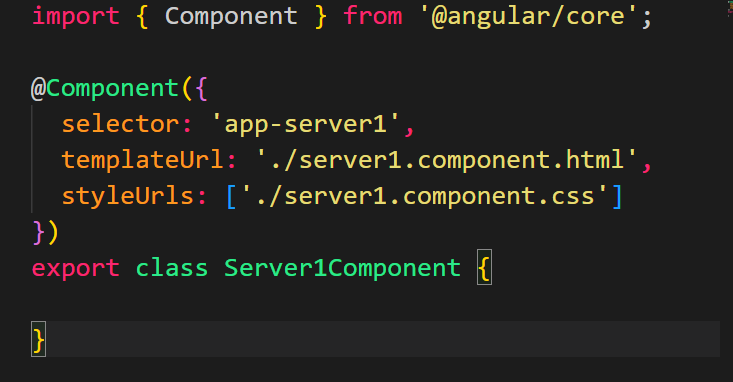 import { Component } from '@angular/core';
@Component({
selector: 'app-server1',
templateUrl: './server1.component.html',
styleUrls: ['./server1.component.css']
})
export class Server1Component {
}